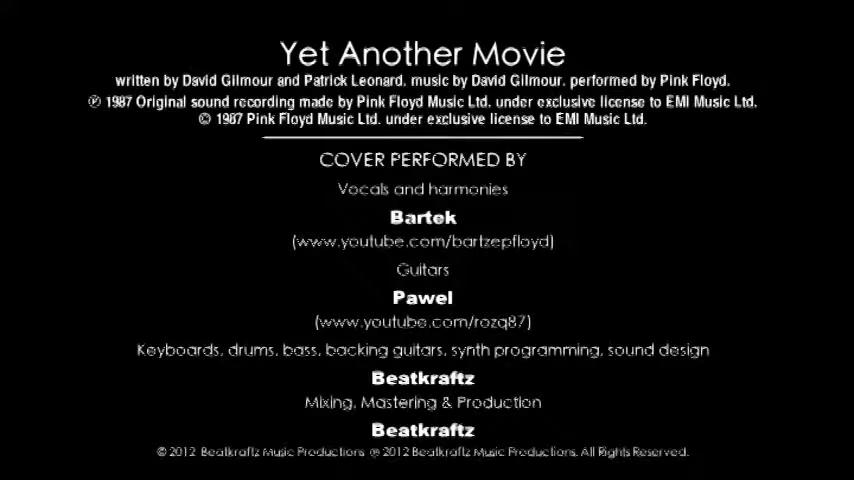 Yet Another Movie
written by David Gilmour and Patrick Leonard, music by David Gilmour, performed by Pink Floyd.
℗ 1987 Original sound recording made by Pink Floyd Music Ltd. under exclusive license to EMI Music Ltd.
© 1987 Pink Floyd Music Ltd. under exclusive license to EMI Music Ltd.
COVER PERFORMED BY
Vocals and harmonies
Bartek
(www.youtube.com/bartzepfloyd)
Guitars
Pawel
(www.youtube.com/rozq87)
Keyboards, drums, bass, backing guitars, synth programming, sound design
Beatkraftz
Mixing, Mastering & Production
Beatkraftz
© 2012 Beatkraftz Music Productions ℗ 2012 Beatkraftz Music Productions. All Rights Reserved.